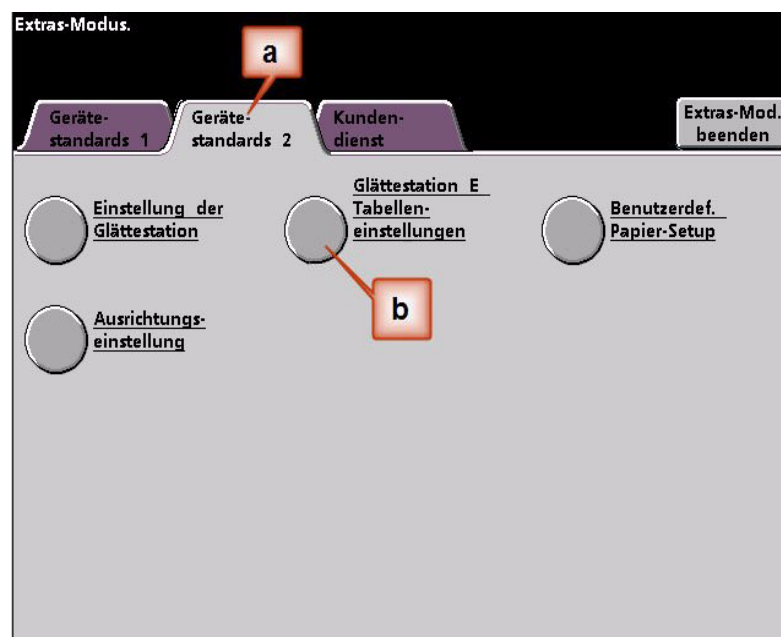 Extras-Modus.
a
Geräte-
standards 1
Geräte-
standards 2
Kunden-
dienst
Extras-Mod.
beenden
Einstellung der
Glättestation
Glättestation E
Tabellen-
einstellungen
Benutzerdef.
Papier-Setup
b
Ausrichtungs-
einstellung